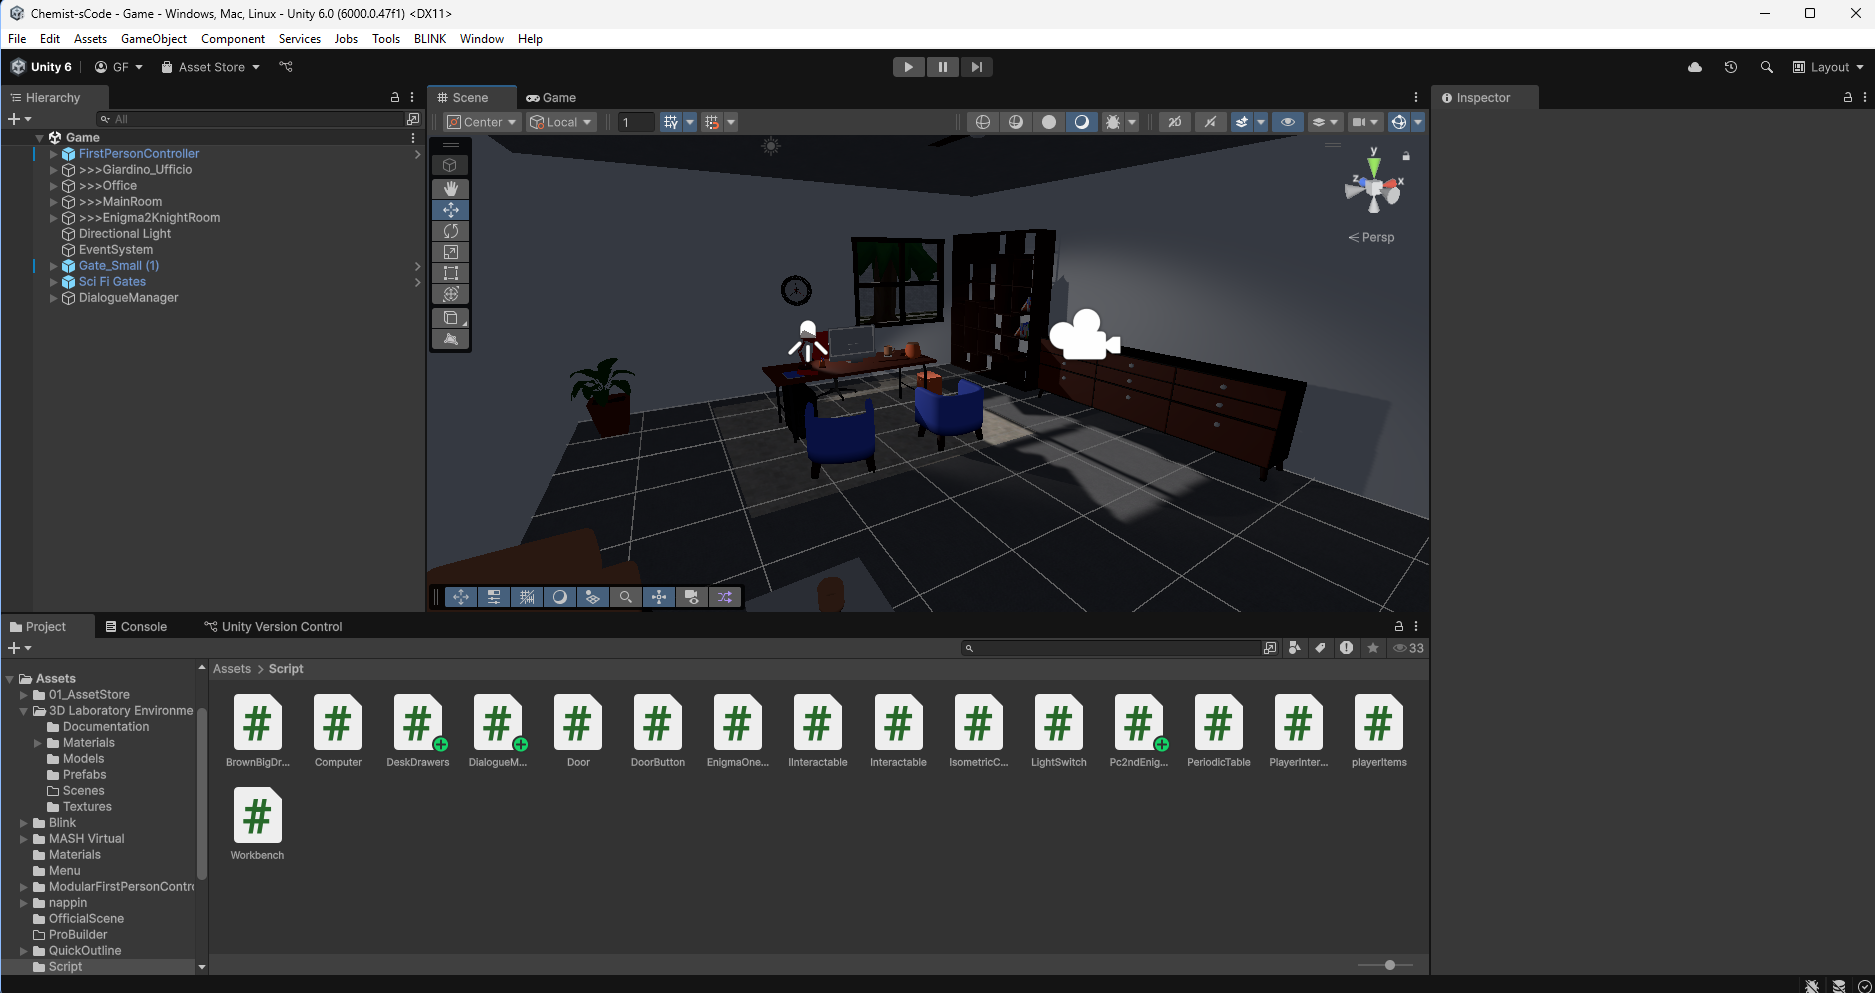 Chemist-sCode - Game - Windows, Mac, Linux - Unity 6.0 (6000.0.47f1) <DX11>
File Edit Assets GameObject Component Services Jobs Tools BLINK Window Help
Unity 6 GF Asset Store Layout
Hierarchy
All
Game
FirstPersonController
>>>Giardino_Ufficio
>>>Office
>>>MainRoom
>>>Enigma2KnightRoom
Directional Light
EventSystem
Gate_Small (1)
Sci Fi Gates
DialogueManager
Scene Game
Center Local 1 2D
y
z x
Persp
Inspector
Project Console Unity Version Control
33
Assets
01_AssetStore
3D Laboratory Environme
Documentation
Materials
Models
Prefabs
Scenes
Textures
Blink
MASH Virtual
Materials
Menu
ModularFirstPersonContro
nappin
OfficialScene
ProBuilder
QuickOutline
Script
Assets > Script
BrownBigDr... Computer DeskDrawers DialogueM... Door DoorButton EnigmaOne... IInteractable Interactable IsometricC... LightSwitch Pc2ndEnig... PeriodicTable PlayerInter... playerItems
Workbench